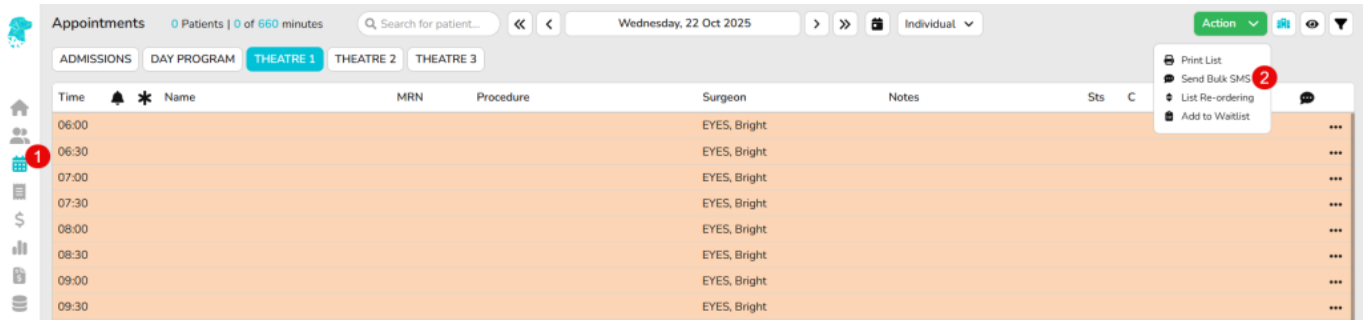 Appointments 0 Patients | 0 of 660 minutes Search for patient... Wednesday, 22 Oct 2025 Individual Action
ADMISSIONS DAY PROGRAM THEATRE 1 THEATRE 2 THEATRE 3
Print List
Send Bulk SMS 2
List Re-ordering
Add to Waitlist
Time Name MRN Procedure Surgeon Notes Sts C
06:00 EYES, Bright
1
06:30 EYES, Bright
07:00 EYES, Bright
07:30 EYES, Bright
08:00 EYES, Bright
08:30 EYES, Bright
09:00 EYES, Bright
09:30 EYES, Bright